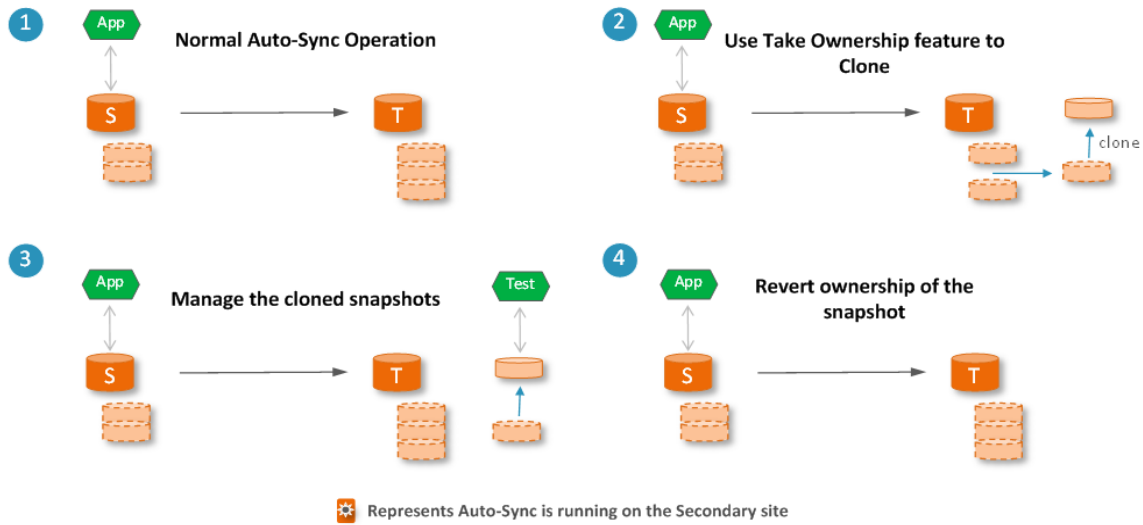 1
App
Normal Auto-Sync Operation
S
T
2
App
Use Take Ownership feature to
Clone
S
T
clone
3
App
Manage the cloned snapshots
Test
S
T
4
App
Revert ownership of the
snapshot
S
T
Represents Auto-Sync is running on the Secondary site